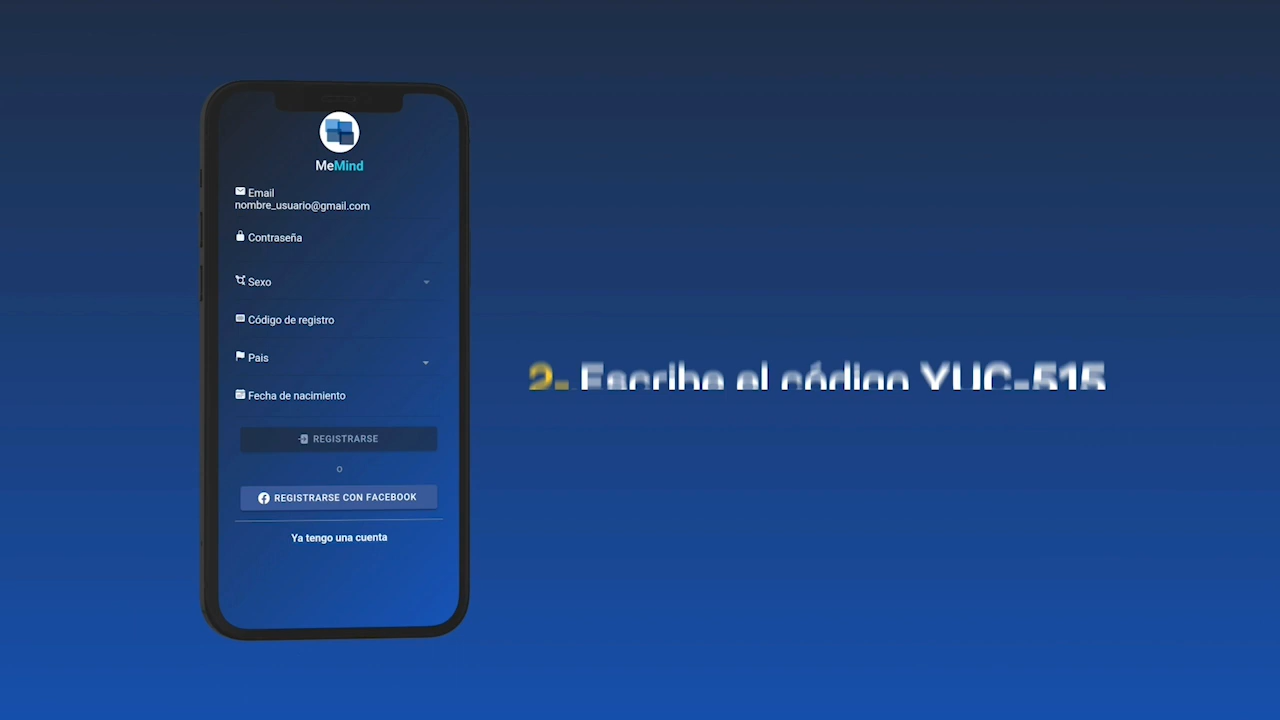 MeMind
Email
nombre_usuario@gmail.com
Contraseña
Sexo
Código de registro
Pais
Fecha de nacimiento
REGISTRARSE
O
REGISTRARSE CON FACEBOOK
Ya tengo una cuenta
2- Escribe el código YUC-515